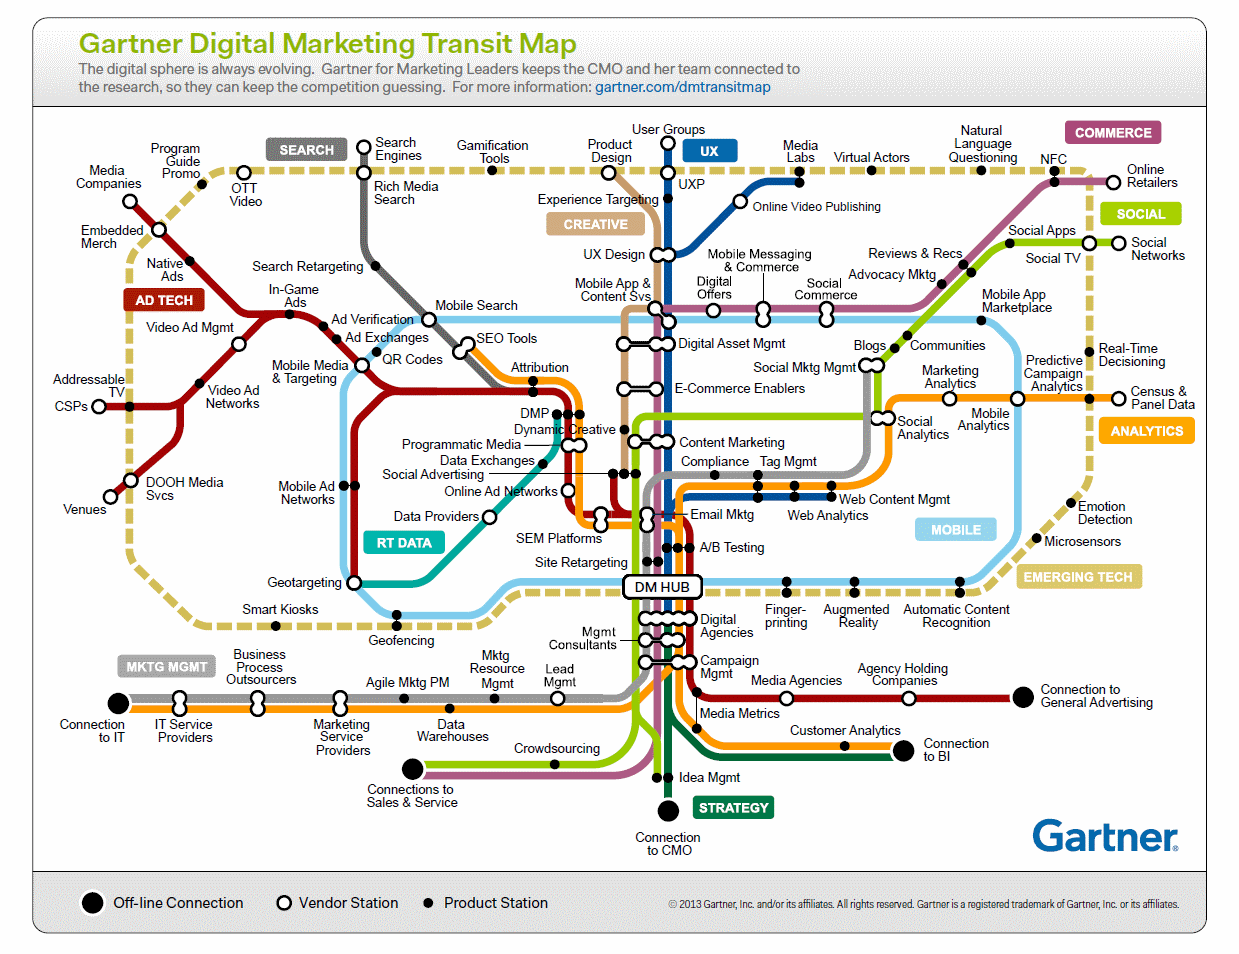 Gartner Digital Marketing Transit Map
The digital sphere is always evolving. Gartner for Marketing Leaders keeps the CMO and her team connected to
the research, so they can keep the competition guessing. For more information: gartner.com/dmtransitmap
User Groups
SEARCH
Search
Engines
Gamification
Tools
Product
Design
UX
Media
Labs
Virtual Actors
Natural
Language
Questioning
COMMERCE
NFC
Program
Guide
Promo
Media
Companies
OTT
Video
Rich Media
Search
UXP
Online
Retailers
Experience Targeting
Online Video Publishing
SOCIAL
CREATIVE
Embedded
Merch
Social Apps
Social
Networks
Social TV
UX Design
Mobile Messaging
& Commerce
Reviews & Recs
Native
Ads
Search Retargeting
Advocacy Mktg
Mobile App &
Content Svs
Digital
Offers
Social
Commerce
Mobile App
Marketplace
AD TECH
In-Game
Ads
Mobile Search
Video Ad Mgmt
Ad Verification
Ad Exchanges
SEO Tools
Digital Asset Mgmt
Blogs
Communities
Real-Time
Decisioning
QR Codes
Mobile Media
& Targeting
Attribution
Social Mktg Mgmt
Marketing
Analytics
Predictive
Campaign
Analytics
Addressable
TV
CSPs
Video Ad
Networks
E-Commerce Enablers
Census &
Panel Data
DMP
Mobile
Analytics
Social
Analytics
ANALYTICS
Dynamic Creative
Programmatic Media
Content Marketing
Data Exchanges
Compliance
Tag Mgmt
Social Advertising
DOOH Media
Svcs
Mobile Ad
Networks
Online Ad Networks
Web Content Mgmt
Venues
Data Providers
Email Mktg
Web Analytics
Emotion
Detection
RT DATA
SEM Platforms
MOBILE
Microsensors
A/B Testing
Site Retargeting
Geotargeting
DM HUB
EMERGING TECH
Smart Kiosks
Geofencing
Finger-
printing
Augmented
Reality
Automatic Content
Recognition
Digital
Agencies
Mgmt
Consultants
MKTG MGMT
Business
Process
Outsourcers
Mktg
Resource
Mgmt
Lead
Mgmt
Campaign
Mgmt
Agile Mktg PM
Media Agencies
Agency Holding
Companies
Connection to
General Advertising
Connection
to IT
IT Service
Providers
Marketing
Service
Providers
Data
Warehouses
Media Metrics
Customer Analytics
Connection
to BI
Crowdsourcing
Idea Mgmt
Connections to
Sales & Service
STRATEGY
Connection
to CMO
Gartner®
Off-line Connection
Vendor Station
Product Station
© 2013 Gartner, Inc. and/or its affiliates. All rights reserved. Gartner is a registered trademark of Gartner, Inc. or its affiliates.